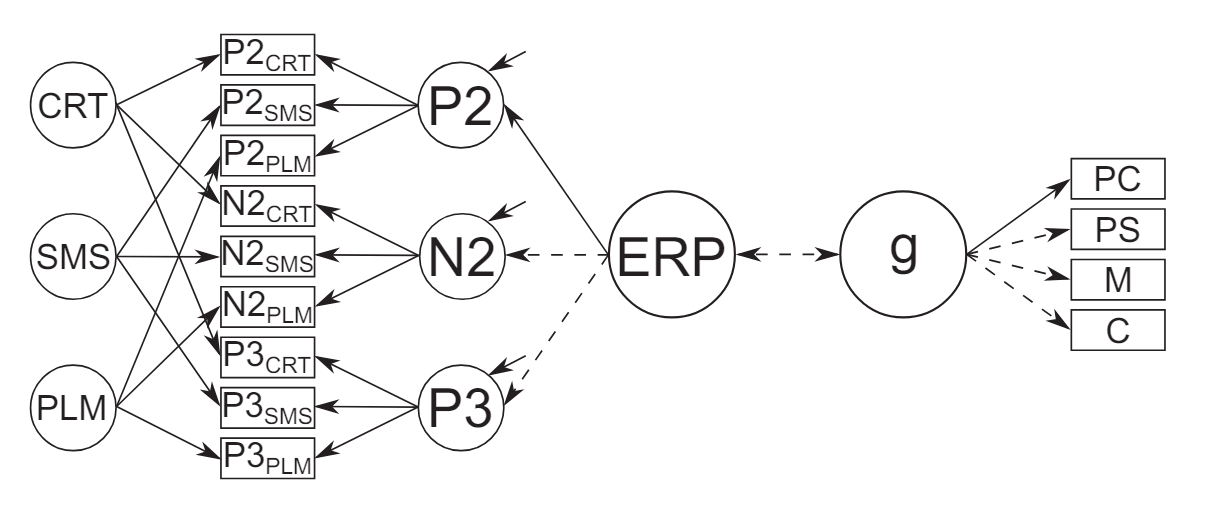 CRT
SMS
PLM
P2CRT
P2SMS
P2PLM
N2CRT
N2SMS
N2PLM
P3CRT
P3SMS
P3PLM
P2
N2
P3
ERP
g
PC
PS
M
C